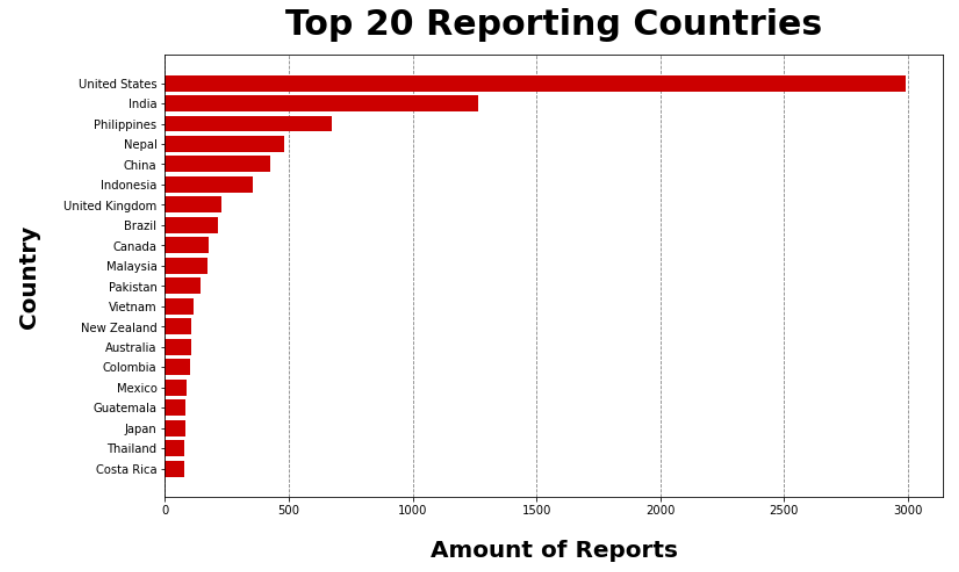 Top 20 Reporting Countries
Country
United States
India
Philippines
Nepal
China
Indonesia
United Kingdom
Brazil
Canada
Malaysia
Pakistan
Vietnam
New Zealand
Australia
Colombia
Mexico
Guatemala
Japan
Thailand
Costa Rica
0 500 1000 1500 2000 2500 3000
Amount of Reports